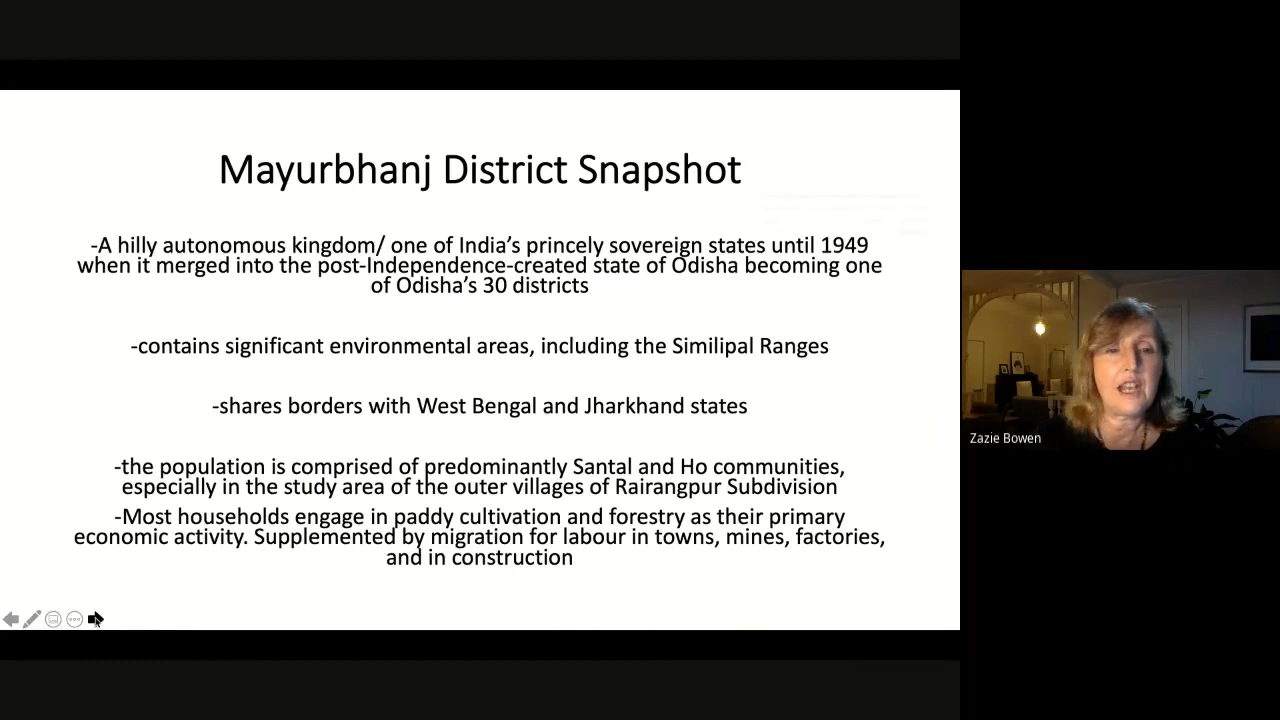 Mayurbhanj District Snapshot
-A hilly autonomous kingdom/ one of India’s princely sovereign states until 1949
when it merged into the post-Independence-created state of Odisha becoming one
of Odisha’s 30 districts
-contains significant environmental areas, including the Similipal Ranges
-shares borders with West Bengal and Jharkhand states
-the population is comprised of predominantly Santal and Ho communities,
especially in the study area of the outer villages of Rairangpur Subdivision
-Most households engage in paddy cultivation and forestry as their primary
economic activity. Supplemented by migration for labour in towns, mines, factories,
and in construction
Zazie Bowen